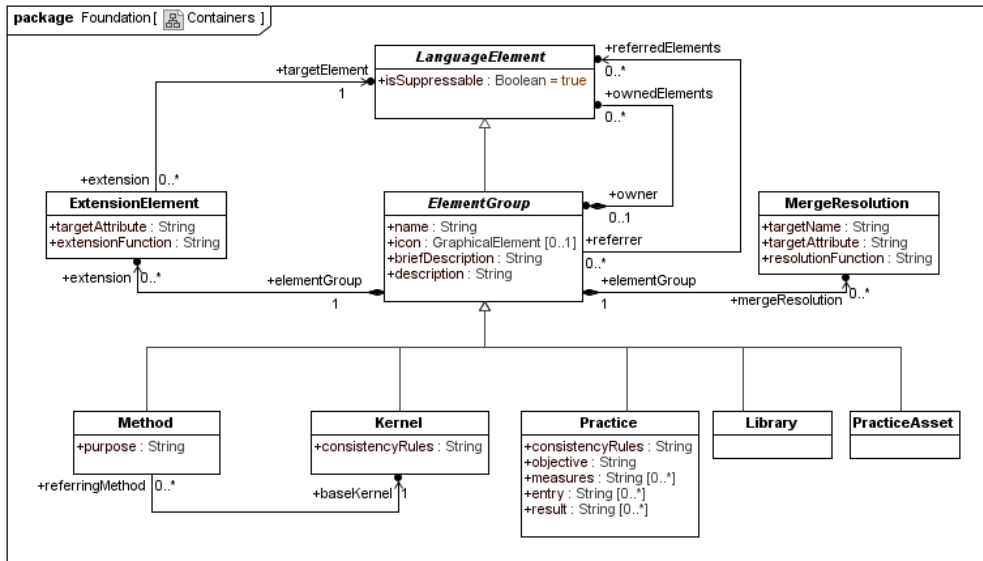 package Foundation [ Containers ]
LanguageElement
+isSuppressable : Boolean = true
+referredElements
0..*
+ownedElements
0..*
+targetElement
1
+extension 0..*
ExtensionElement
+targetAttribute : String
+extensionFunction : String
ElementGroup
+name : String
+icon : GraphicalElement [0..1]
+briefDescription : String
+description : String
+owner
0..1
+referrer
0..*
MergeResolution
+targetName : String
+targetAttribute : String
+resolutionFunction : String
+extension 0..*
+elementGroup
1
+elementGroup
1
+mergeResolution 0..*
Method
+purpose : String
Kernel
+consistencyRules : String
Practice
+consistencyRules : String
+objective : String
+measures : String [0..*]
+entry : String [0..*]
+result : String [0..*]
Library
PracticeAsset
+referringMethod 0..*
+baseKernel 1